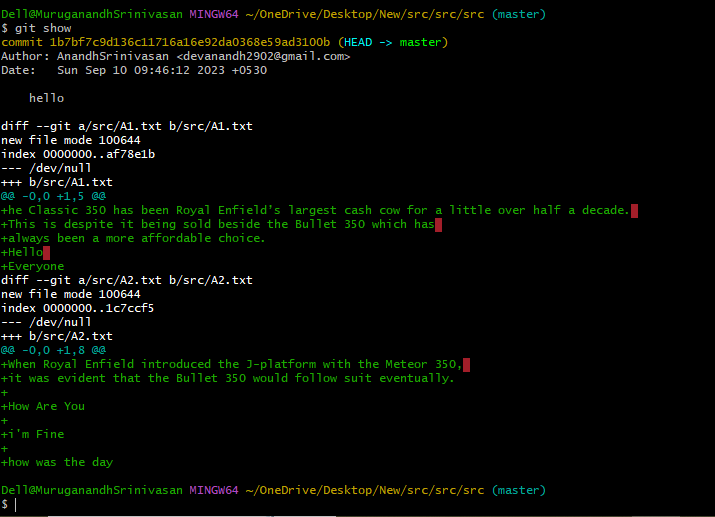 Dell@MuruganandhSrinivasan MINGW64 ~/OneDrive/Desktop/New/src/src/src (master)
$ git show
commit 1b7bf7c9d136c11716a16e92da0368e59ad3100b (HEAD -> master)
Author: AnandhSrinivasan <devanandh2902@gmail.com>
Date:   Sun Sep 10 09:46:12 2023 +0530

    hello

diff --git a/src/A1.txt b/src/A1.txt
new file mode 100644
index 0000000..af78e1b
--- /dev/null
+++ b/src/A1.txt
@@ -0,0 +1,5 @@
+he Classic 350 has been Royal Enfield's largest cash cow for a little over half a decade.
+This is despite it being sold beside the Bullet 350 which has
+always been a more affordable choice.
+Hello
+Everyone
diff --git a/src/A2.txt b/src/A2.txt
new file mode 100644
index 0000000..1c7ccf5
--- /dev/null
+++ b/src/A2.txt
@@ -0,0 +1,8 @@
+When Royal Enfield introduced the J-platform with the Meteor 350,
+it was evident that the Bullet 350 would follow suit eventually.
+
+How Are You
+
+i'm Fine
+
+how was the day

Dell@MuruganandhSrinivasan MINGW64 ~/OneDrive/Desktop/New/src/src/src (master)
$